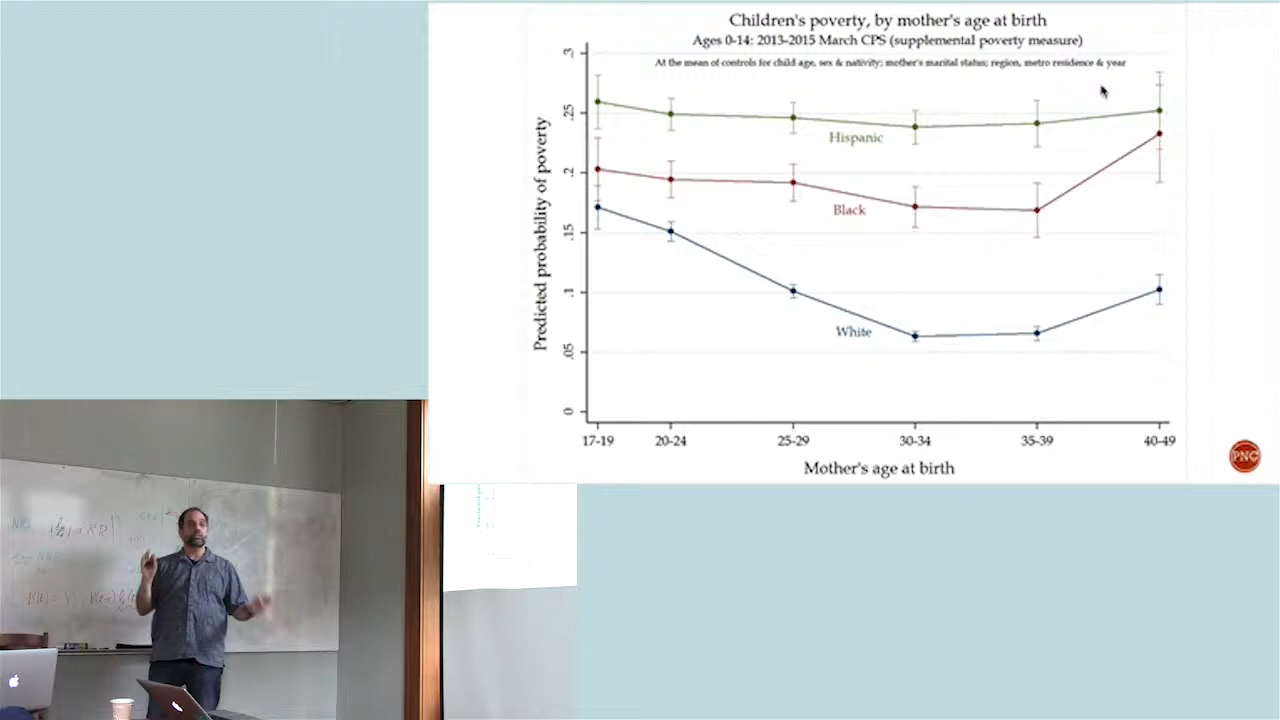 Children's poverty, by mother's age at birth
Ages 0-14: 2013-2015 March CPS (supplemental poverty measure)
At the mean of controls for child age, sex & nativity; mother's marital status; region, metro residence & year
Predicted probability of poverty
.3
.25
.2
.15
.1
.05
0
Hispanic
Black
White
17-19 20-24 25-29 30-34 35-39 40-49
Mother's age at birth
PNC